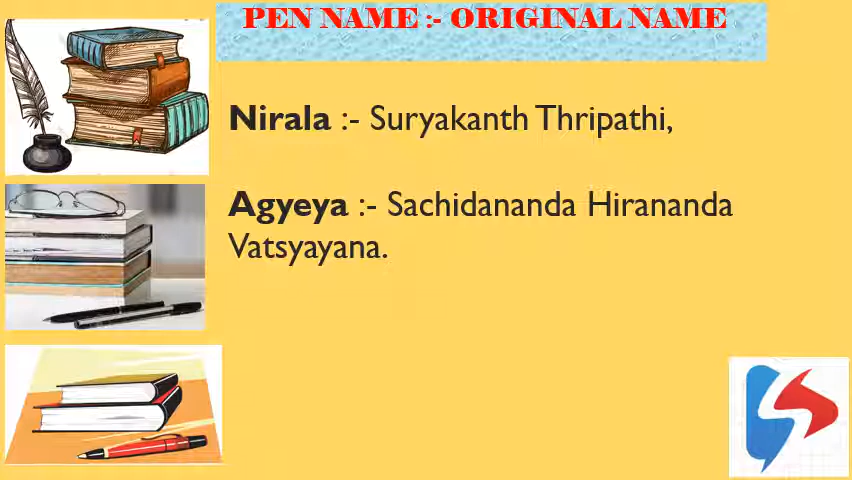 PEN NAME :- ORIGINAL NAME
Nirala :- Suryakanth Thripathi,
Agyeya :- Sachidananda Hirananda
Vatsyayana.